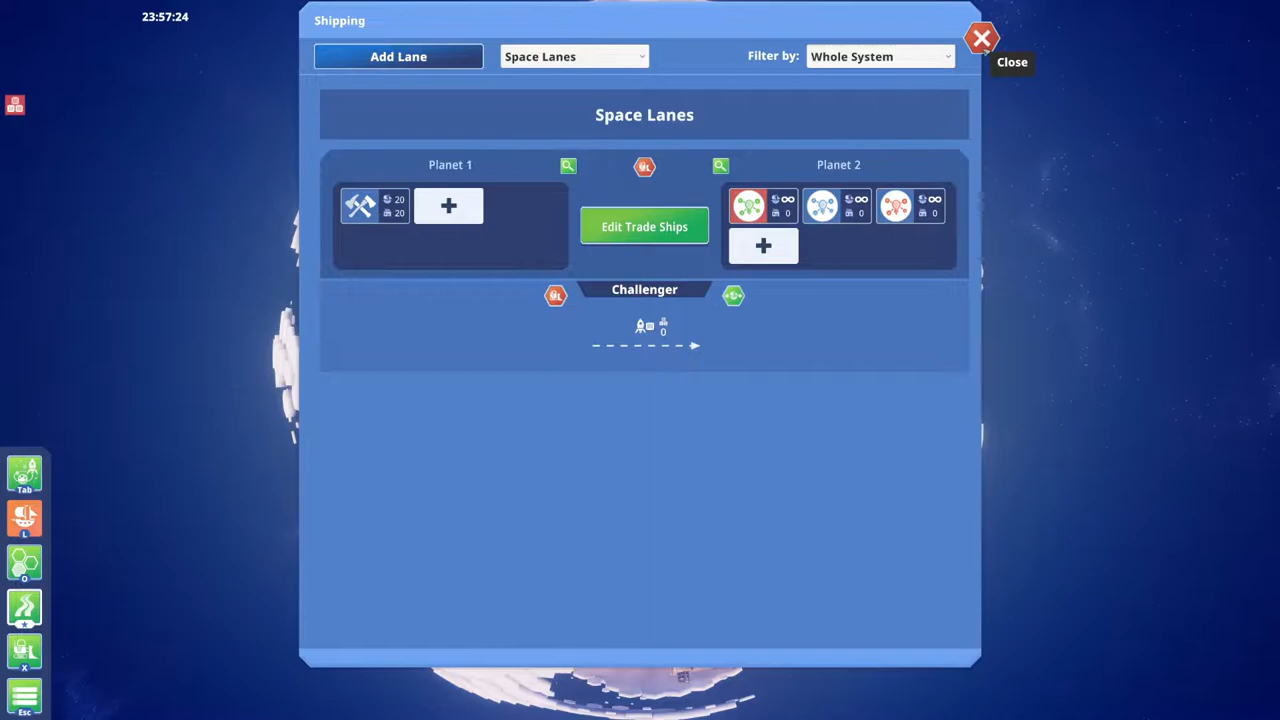 23:57:24
Shipping
Add Lane
Space Lanes
Filter by:
Whole System
Close
Space Lanes
Planet 1
Planet 2
20
20
∞
0
∞
0
∞
0
Edit Trade Ships
Challenger
0
Tab
L
O
X
Esc